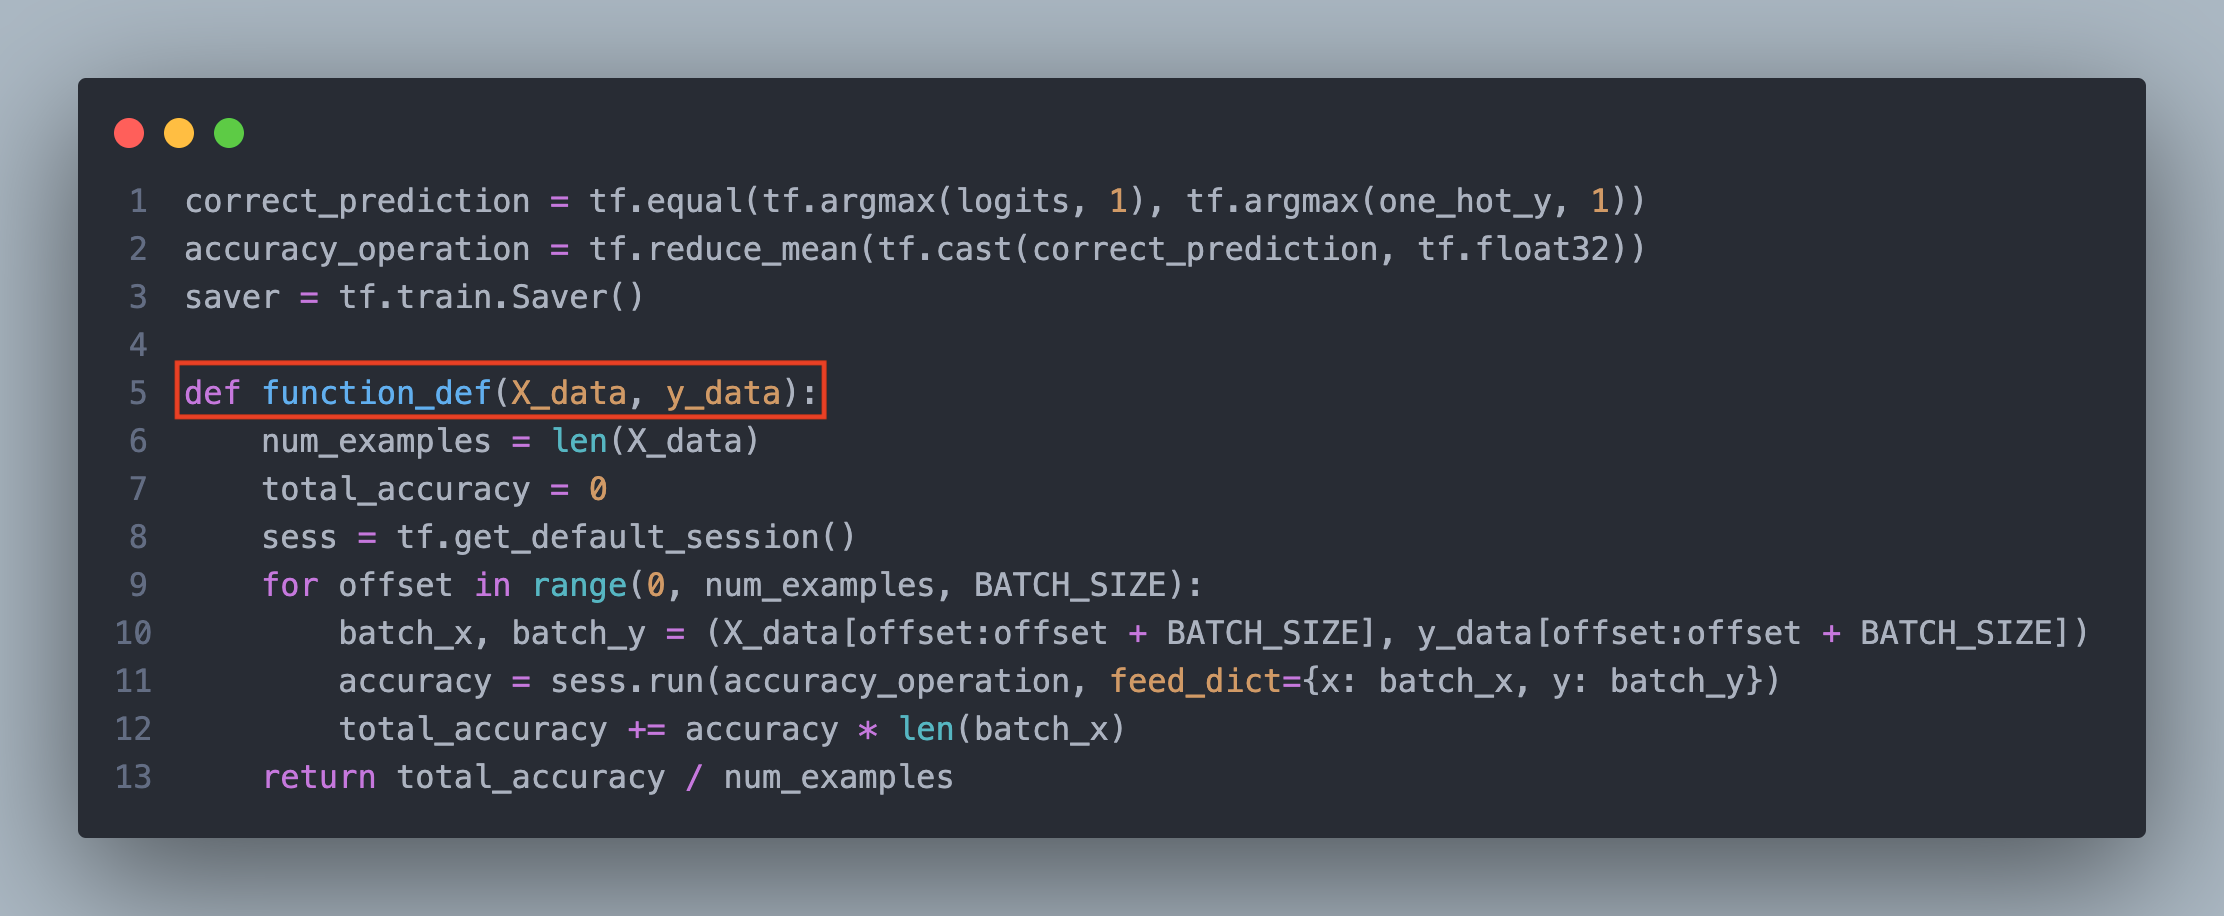 1 correct_prediction = tf.equal(tf.argmax(logits, 1), tf.argmax(one_hot_y, 1))
2 accuracy_operation = tf.reduce_mean(tf.cast(correct_prediction, tf.float32))
3 saver = tf.train.Saver()
4
5 def function_def(X_data, y_data):
6     num_examples = len(X_data)
7     total_accuracy = 0
8     sess = tf.get_default_session()
9     for offset in range(0, num_examples, BATCH_SIZE):
10         batch_x, batch_y = (X_data[offset:offset + BATCH_SIZE], y_data[offset:offset + BATCH_SIZE])
11         accuracy = sess.run(accuracy_operation, feed_dict={x: batch_x, y: batch_y})
12         total_accuracy += accuracy * len(batch_x)
13     return total_accuracy / num_examples